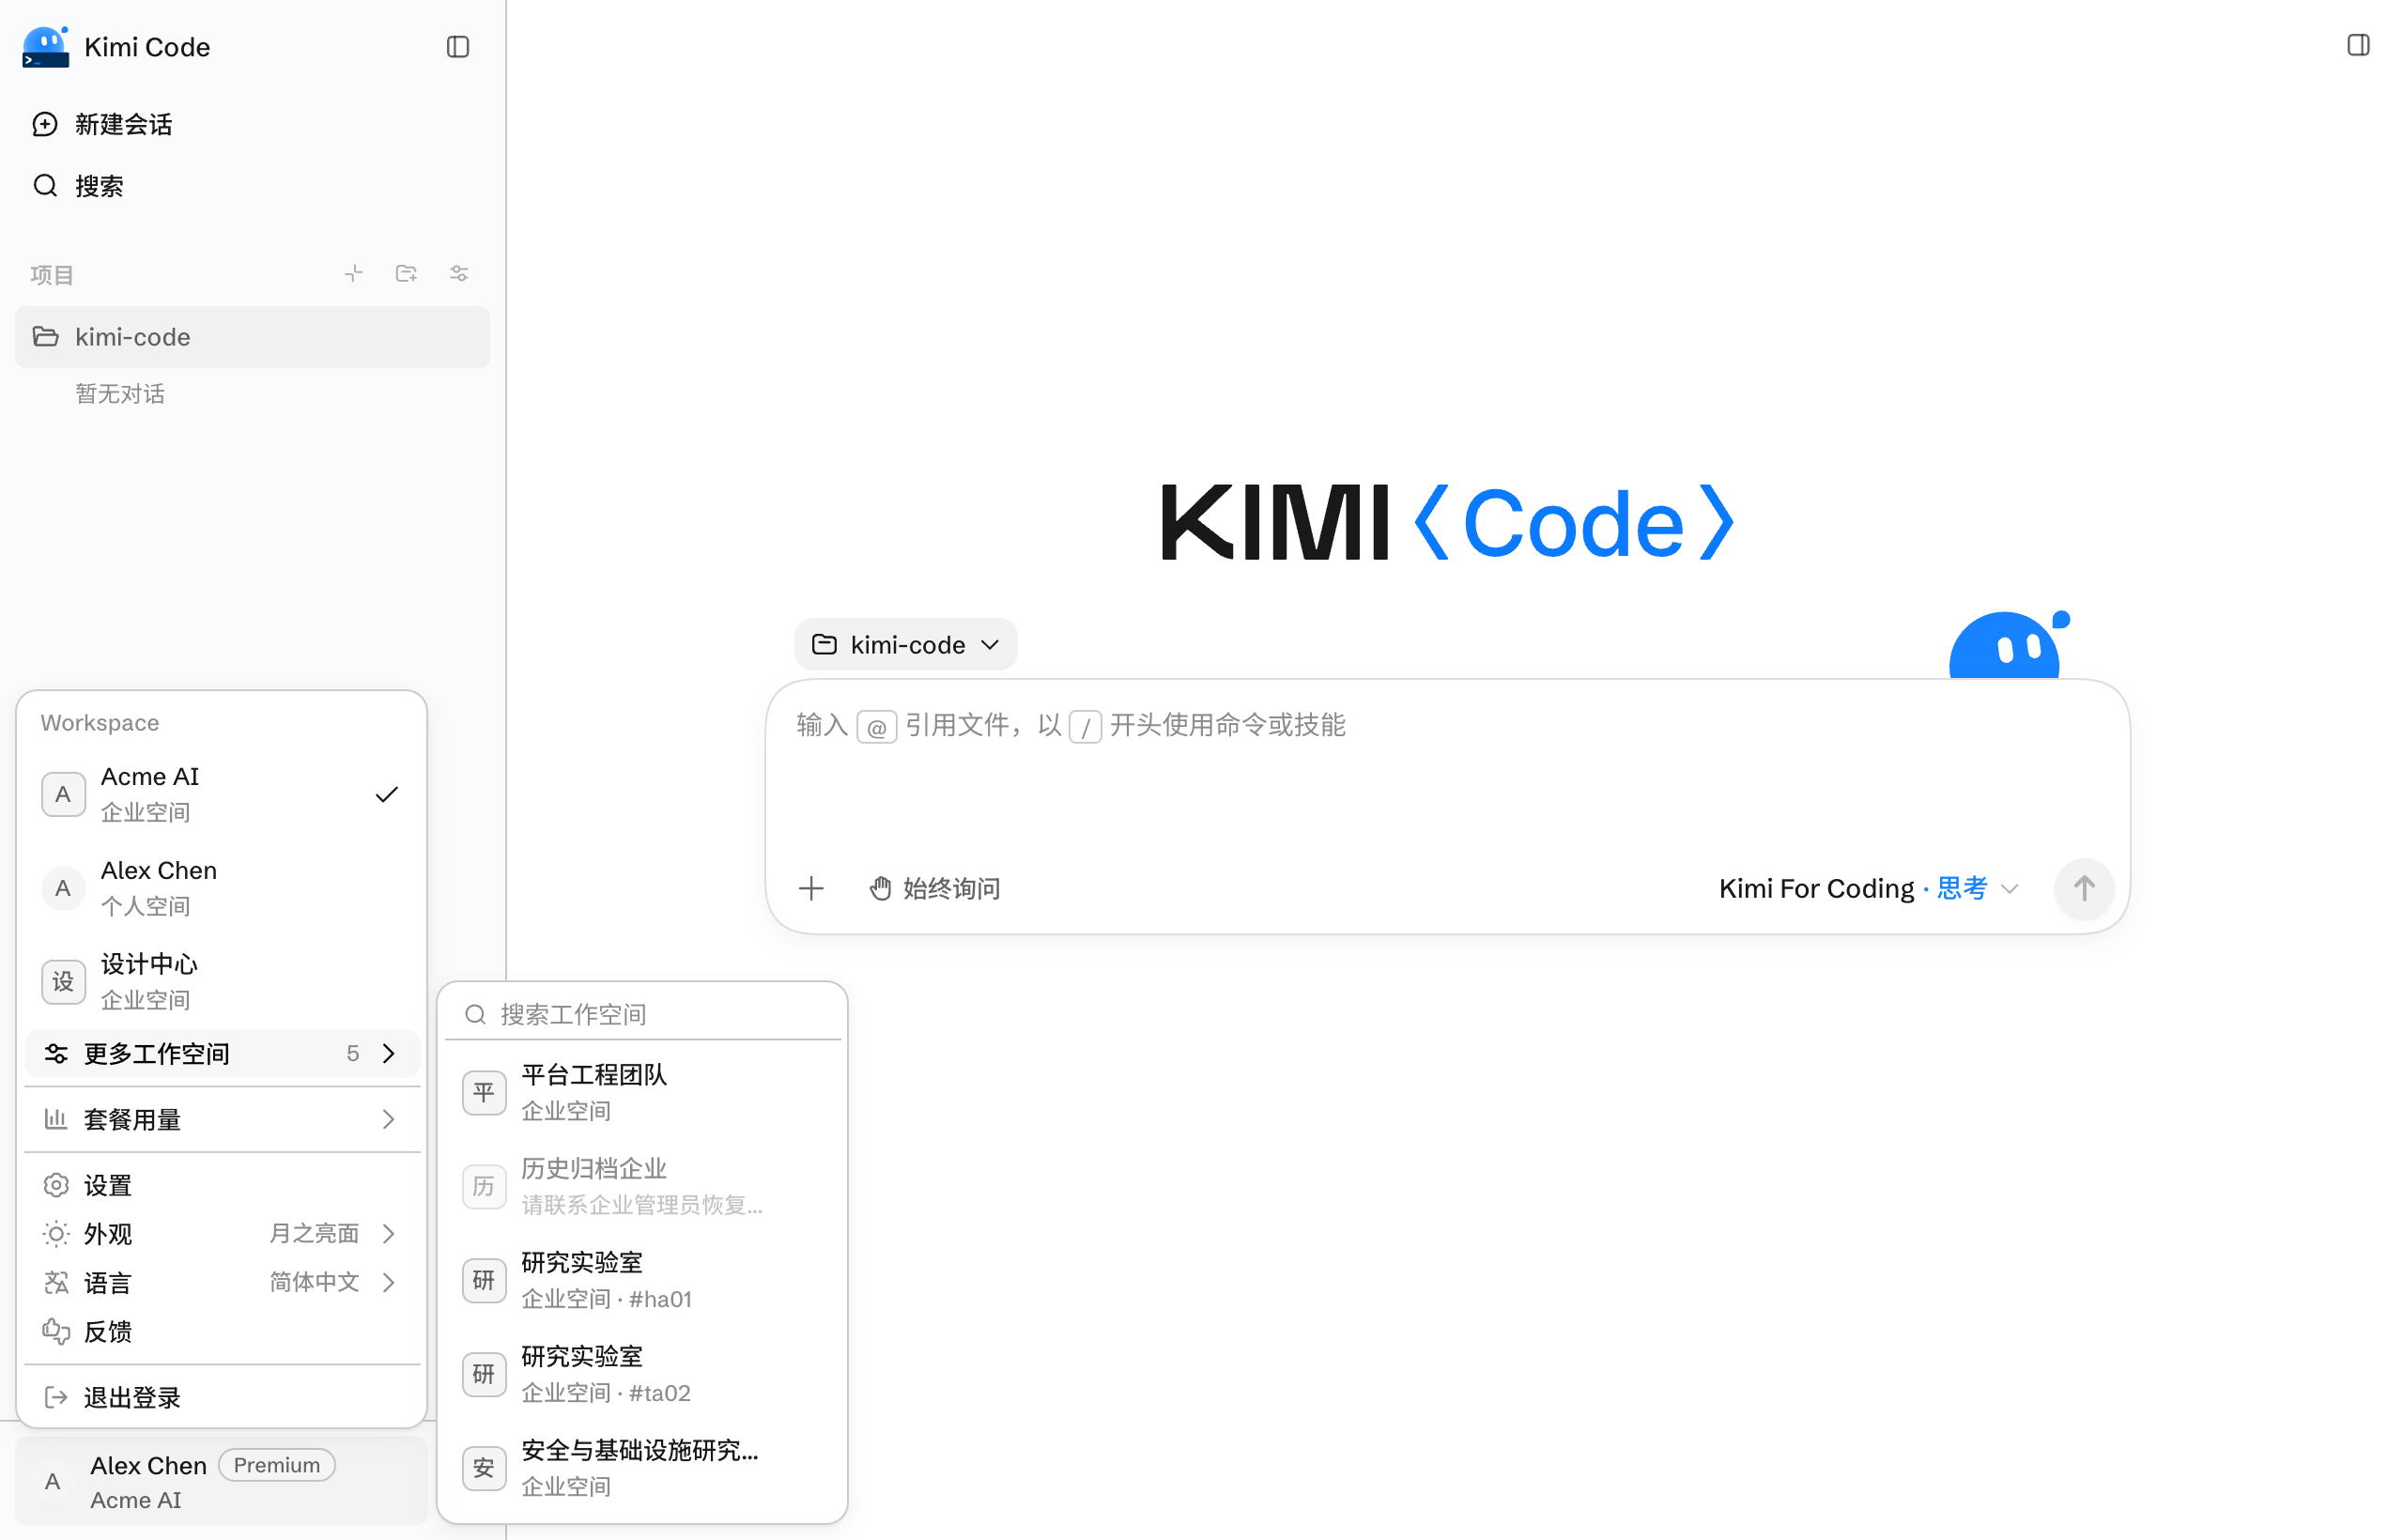 Kimi Code
新建会话
搜索
项目
kimi-code
暂无对话
Workspace
A
Acme AI
企业空间
A
Alex Chen
个人空间
设
设计中心
企业空间
更多工作空间 5
套餐用量
设置
外观 月之亮面
语言 简体中文
反馈
退出登录
A
Alex Chen Premium
Acme AI
搜索工作空间
平
平台工程团队
企业空间
历
历史归档企业
请联系企业管理员恢复...
研
研究实验室
企业空间 · #ha01
研
研究实验室
企业空间 · #ta02
安
安全与基础设施研究...
企业空间
KIMI〈Code〉
kimi-code
输入 @ 引用文件，以 / 开头使用命令或技能
始终询问
Kimi For Coding · 思考